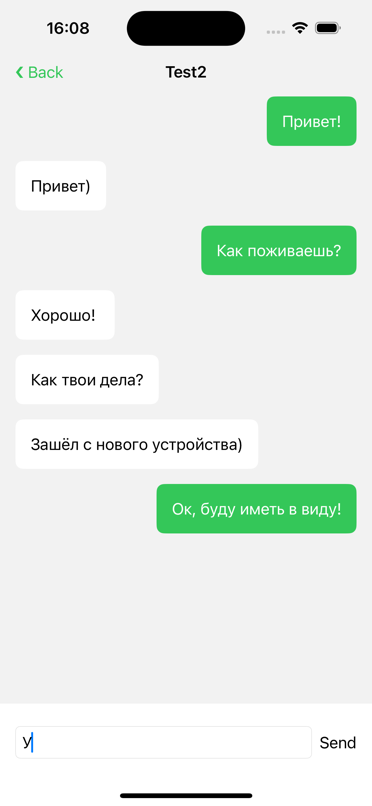 16:08
Back
Test2
Привет!
Привет)
Как поживаешь?
Хорошо!
Как твои дела?
Зашёл с нового устройства)
Ок, буду иметь в виду!
У
Send